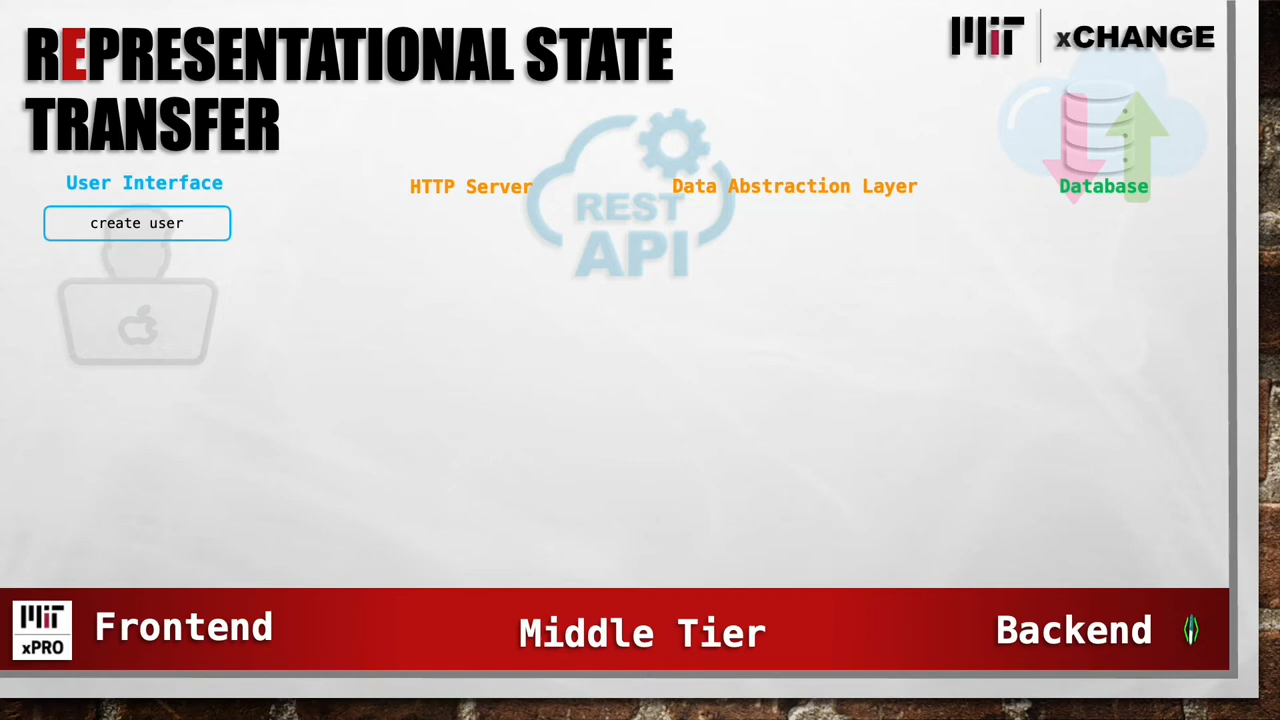 REPRESENTATIONAL STATE
TRANSFER
MIT xCHANGE
User Interface
HTTP Server
Data Abstraction Layer
Database
create user
REST
API
MIT
xPRO
Frontend
Middle Tier
Backend